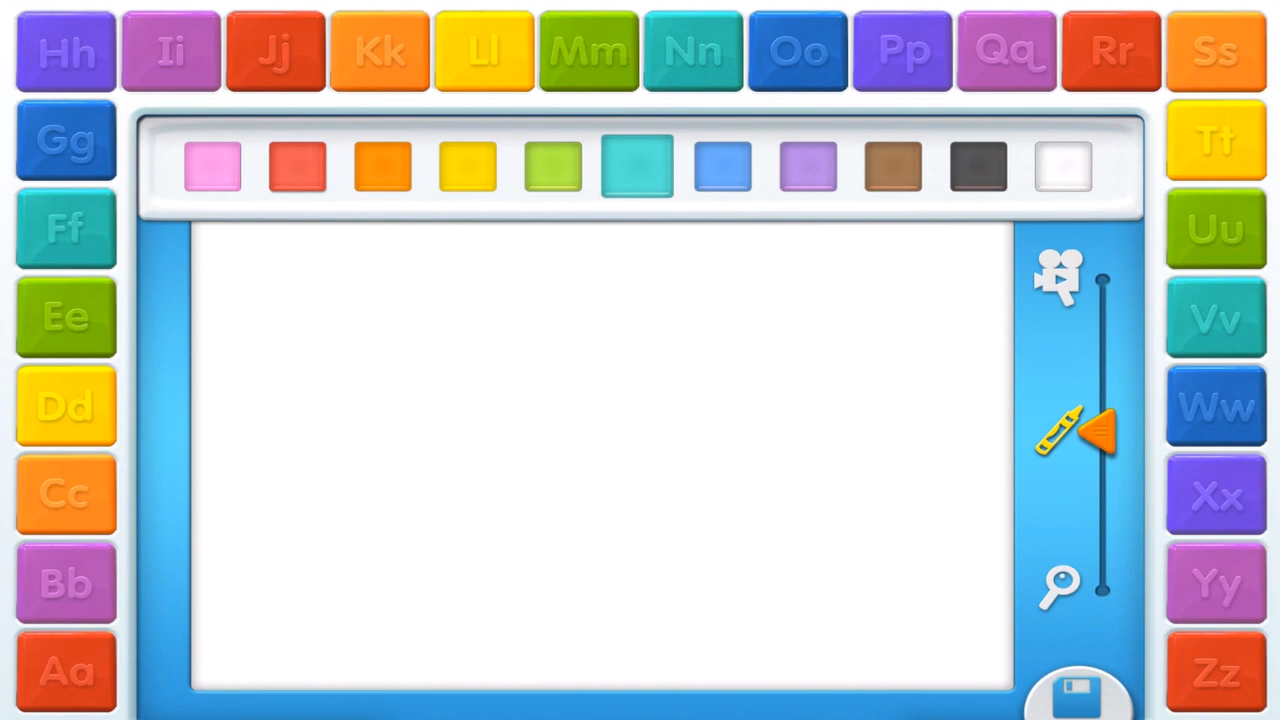 Hh Ii Jj Kk Ll Mm Nn Oo Pp Qq Rr Ss
Gg Tt
Ff Uu
Ee Vv
Dd Ww
Cc Xx
Bb Yy
Aa Zz